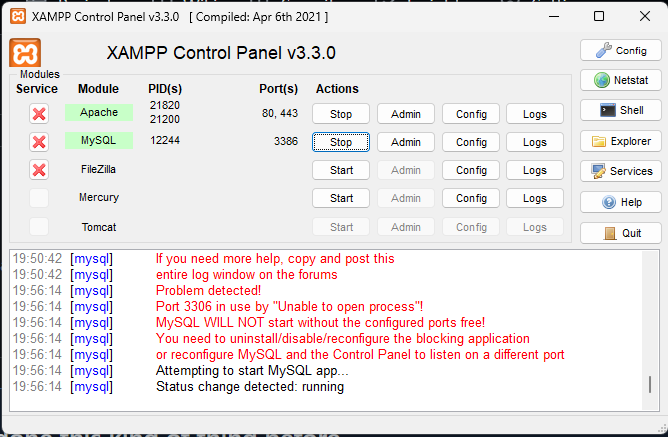 XAMPP Control Panel v3.3.0 [ Compiled: Apr 6th 2021 ]
XAMPP Control Panel v3.3.0
Config
Modules
Service Module PID(s) Port(s) Actions
Netstat
Apache 21820 21200 80, 443 Stop Admin Config Logs
Shell
MySQL 12244 3386 Stop Admin Config Logs
Explorer
FileZilla Start Admin Config Logs
Services
Mercury Start Admin Config Logs
Help
Tomcat Start Admin Config Logs
Quit
19:50:42 [mysql] If you need more help, copy and post this
19:50:42 [mysql] entire log window on the forums
19:56:14 [mysql] Problem detected!
19:56:14 [mysql] Port 3306 in use by "Unable to open process"!
19:56:14 [mysql] MySQL WILL NOT start without the configured ports free!
19:56:14 [mysql] You need to uninstall/disable/reconfigure the blocking application
19:56:14 [mysql] or reconfigure MySQL and the Control Panel to listen on a different port
19:56:14 [mysql] Attempting to start MySQL app...
19:56:14 [mysql] Status change detected: running